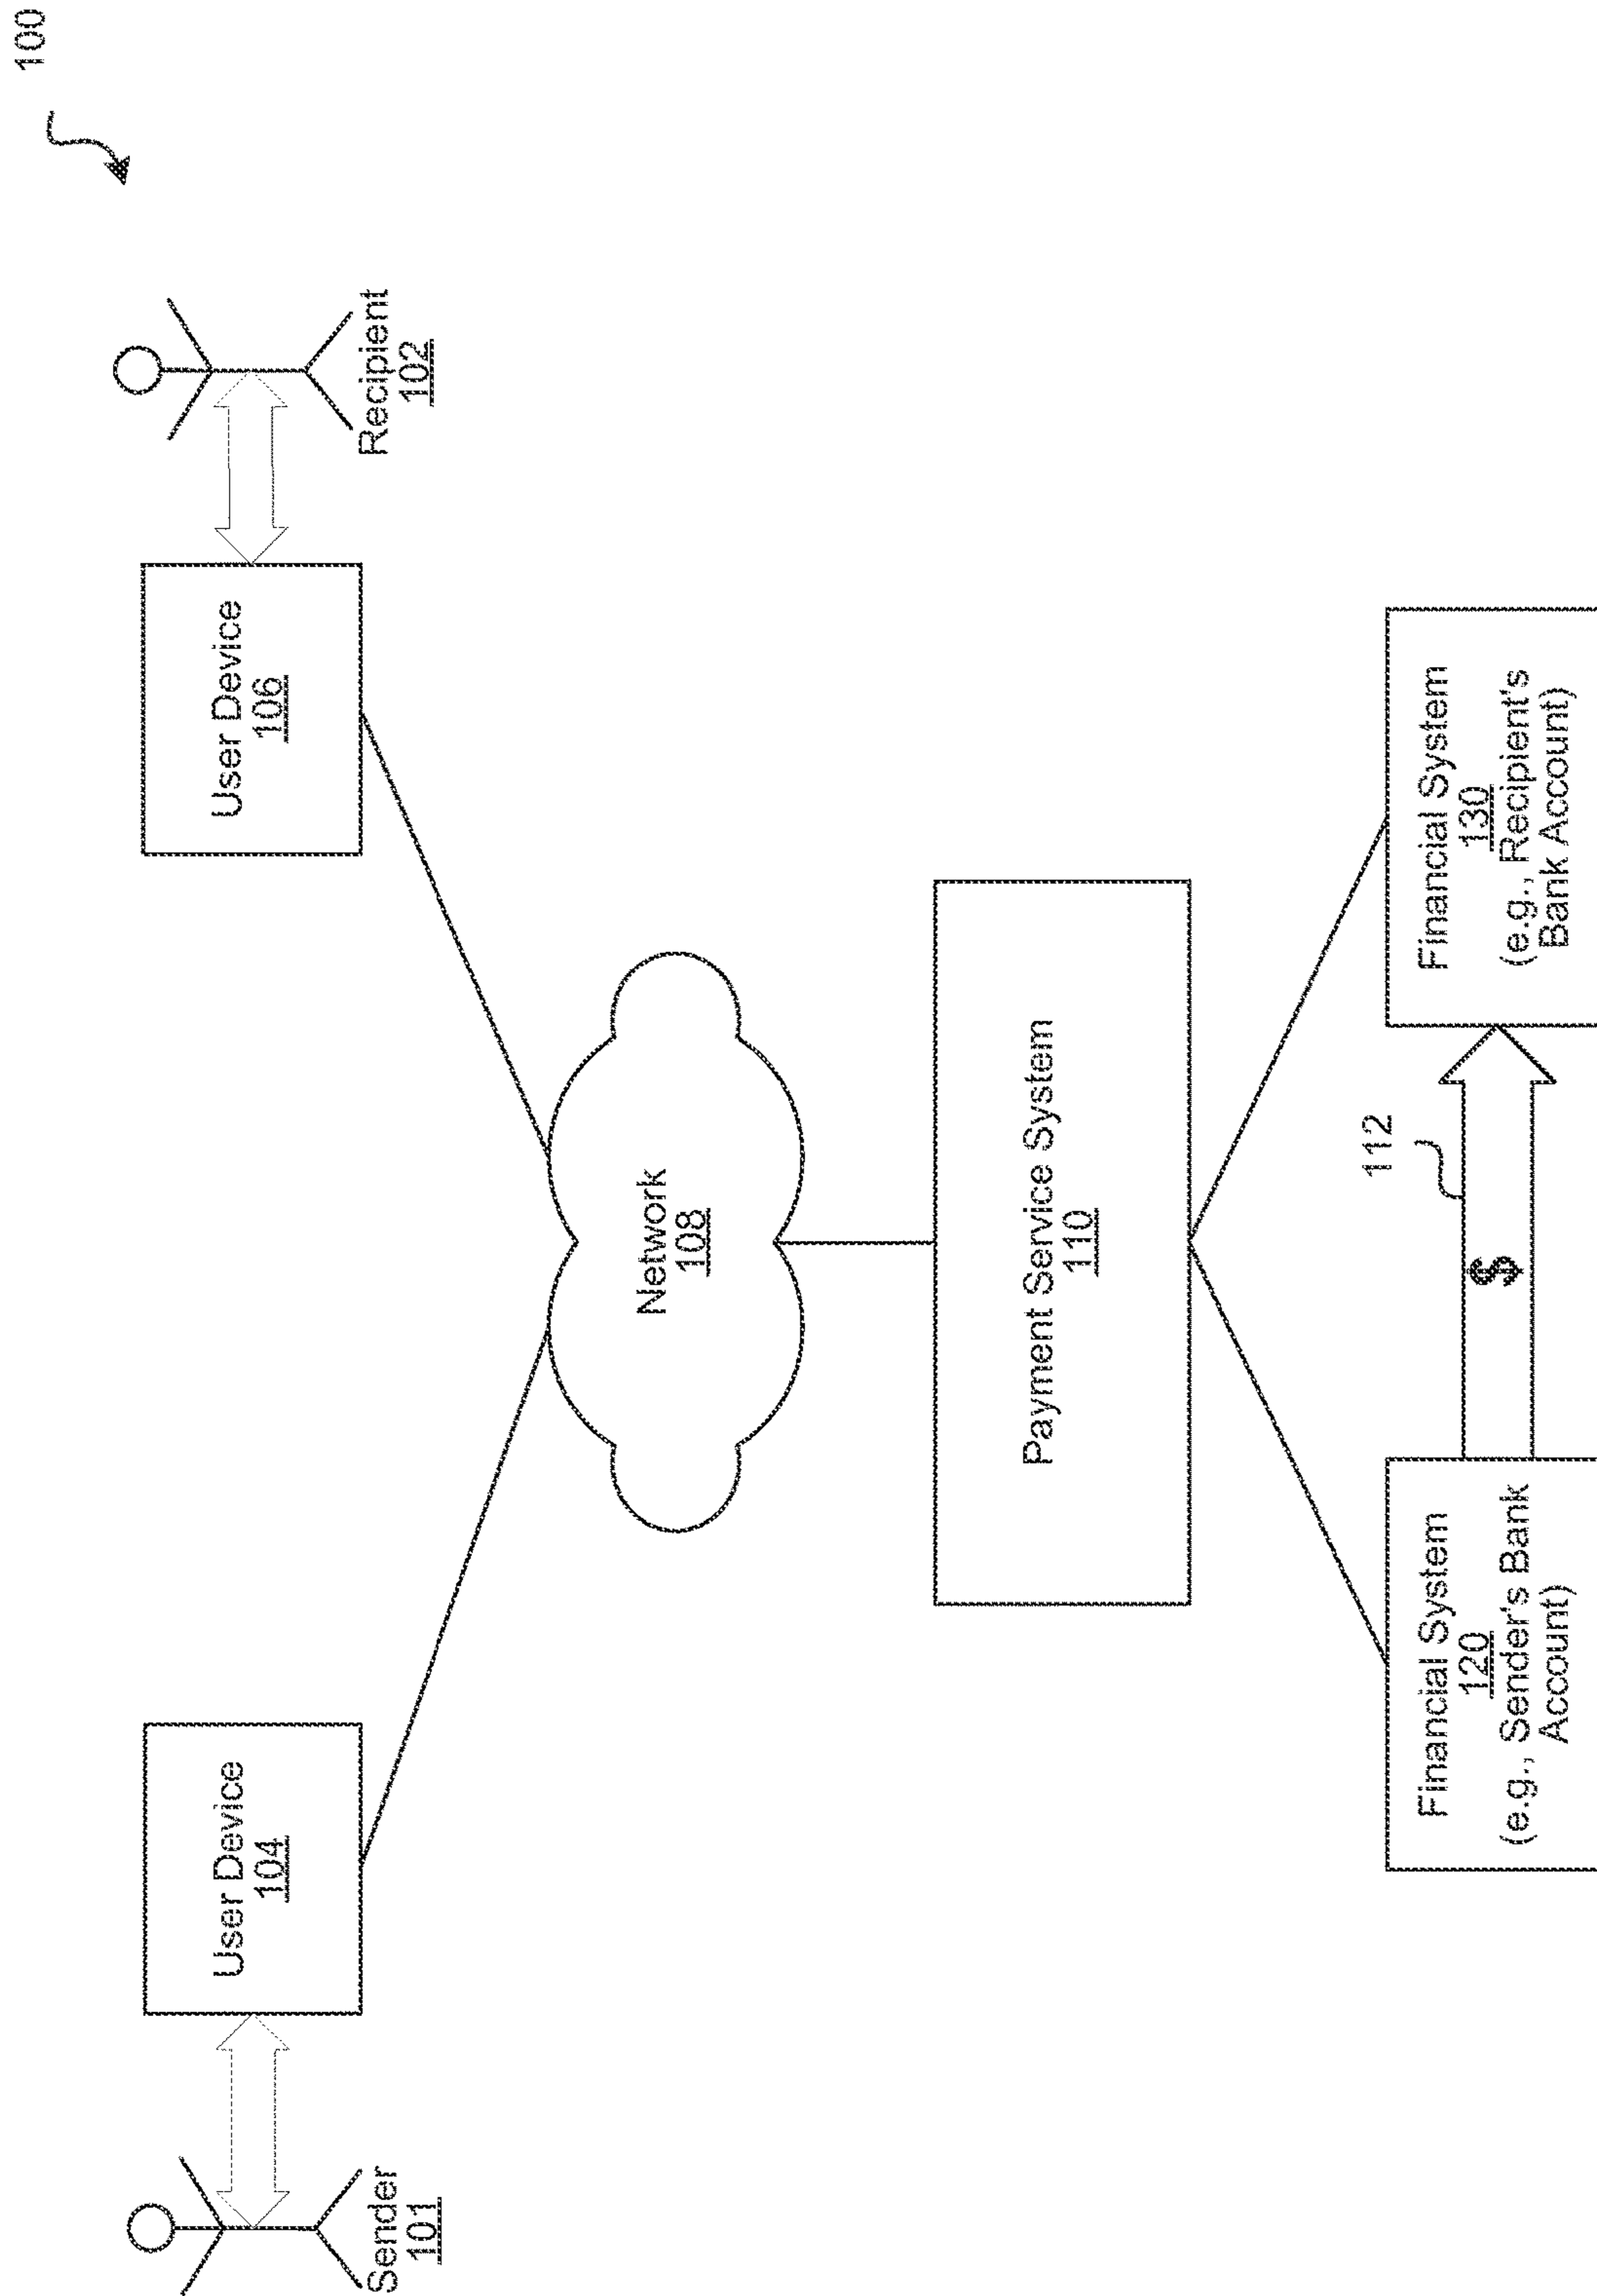 100
Sender
101
User Device
104
User Device
106
Recipient
102
Network
108
Payment Service System
110
Financial System
120
(e.g., Sender's Bank
Account)
112
$
Financial System
130
(e.g., Recipient's
Bank Account)